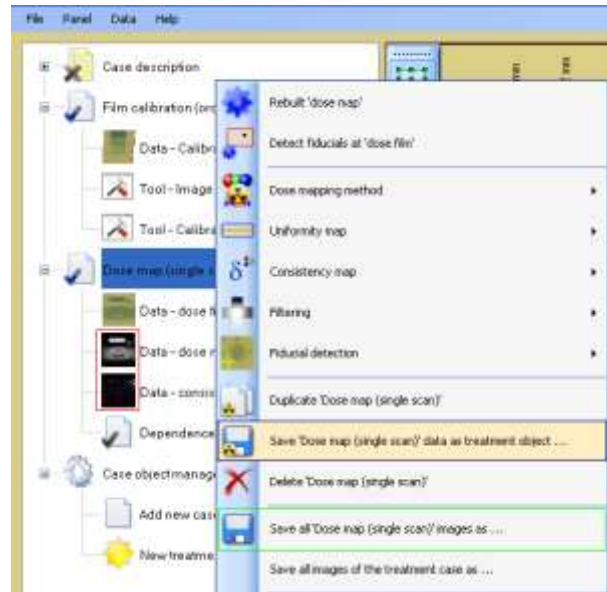 File Panel Data Help
Case description
Film calibration (
Data - Calibr
Tool - Image
Tool - Calibra
Dose map (single s
Data - dose
Data - dose
Data - consis
Dependence
Case object manag
Add new cas
New treatme
mm
mm
Rebuilt 'dose map'
Detect fiducials at 'dose film'
Dose mapping method
Uniformity map
δ Consistency map
Filtering
Fiducial detection
Duplicate 'Dose map (single scan)'
Save 'Dose map (single scan)' data as treatment object ...
Delete 'Dose map (single scan)'
Save all 'Dose map (single scan)' images as ...
Save all images of the treatment case as ...